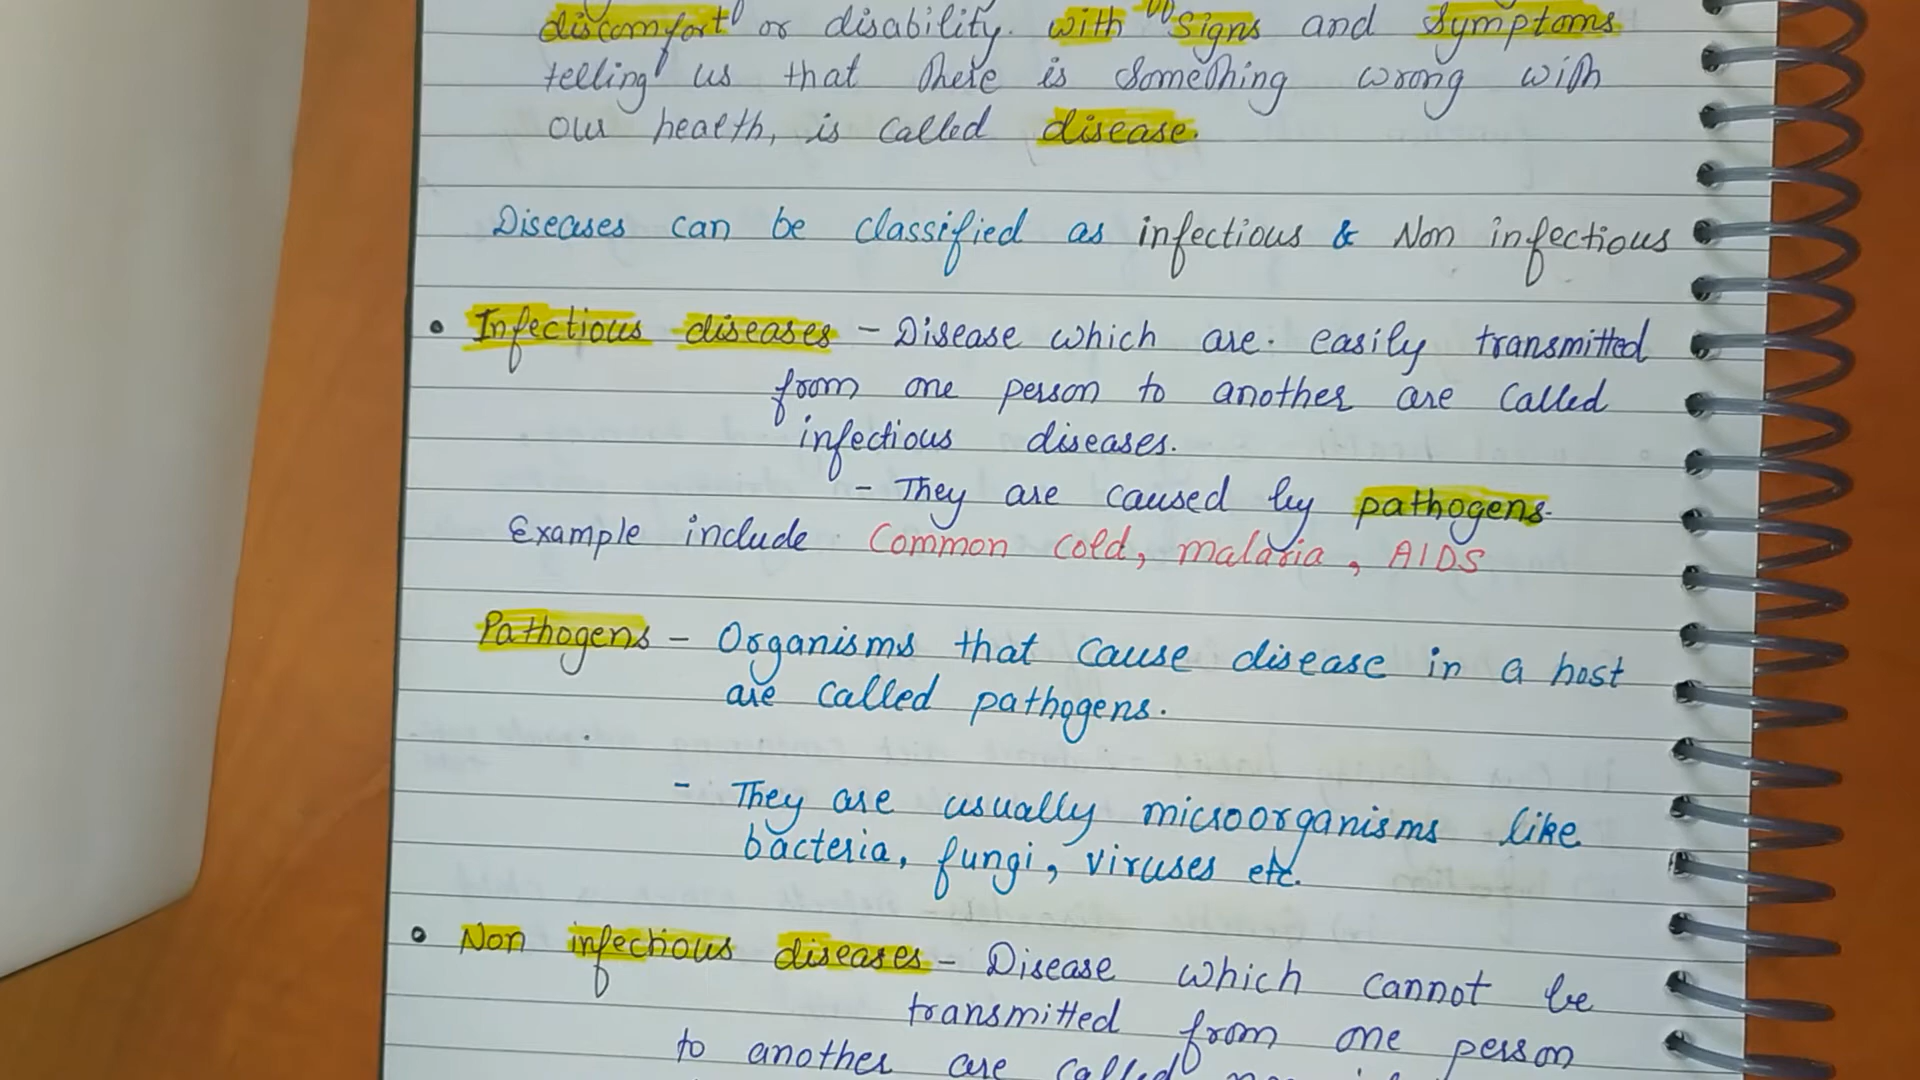 discomfort or disability. with signs and symptoms
telling us that there is something wrong with
our health, is called disease.
Diseases can be classified as infectious & Non infectious
• Infectious diseases - Disease which are. easily transmitted
from one person to another are called
infectious diseases.
- They are caused by pathogens.
Example include Common cold, malaria, AIDS
Pathogens - Organisms that cause disease in a host
are called pathogens.
- They are usually microorganisms like
bacteria, fungi, viruses etc.
• Non infectious diseases - Disease which cannot be
transmitted from one person
to another are called